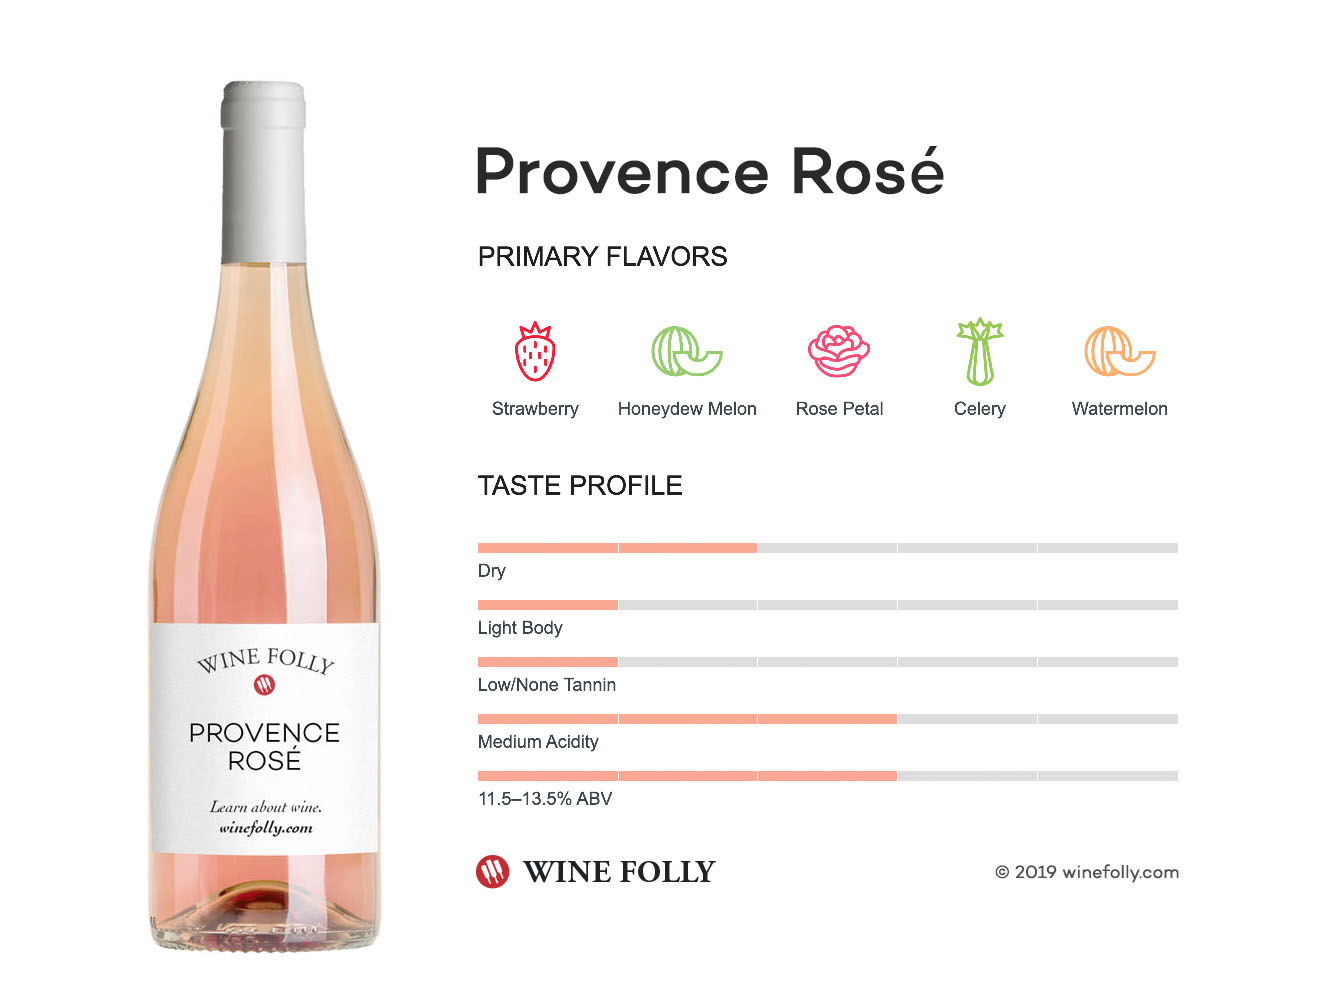 Provence Rosé
PRIMARY FLAVORS
Strawberry
Honeydew Melon
Rose Petal
Celery
Watermelon
TASTE PROFILE
Dry
Light Body
Low/None Tannin
Medium Acidity
11.5–13.5% ABV
WINE FOLLY
© 2019 winefolly.com
WINE FOLLY
PROVENCE
ROSÉ
Learn about wine.
winefolly.com